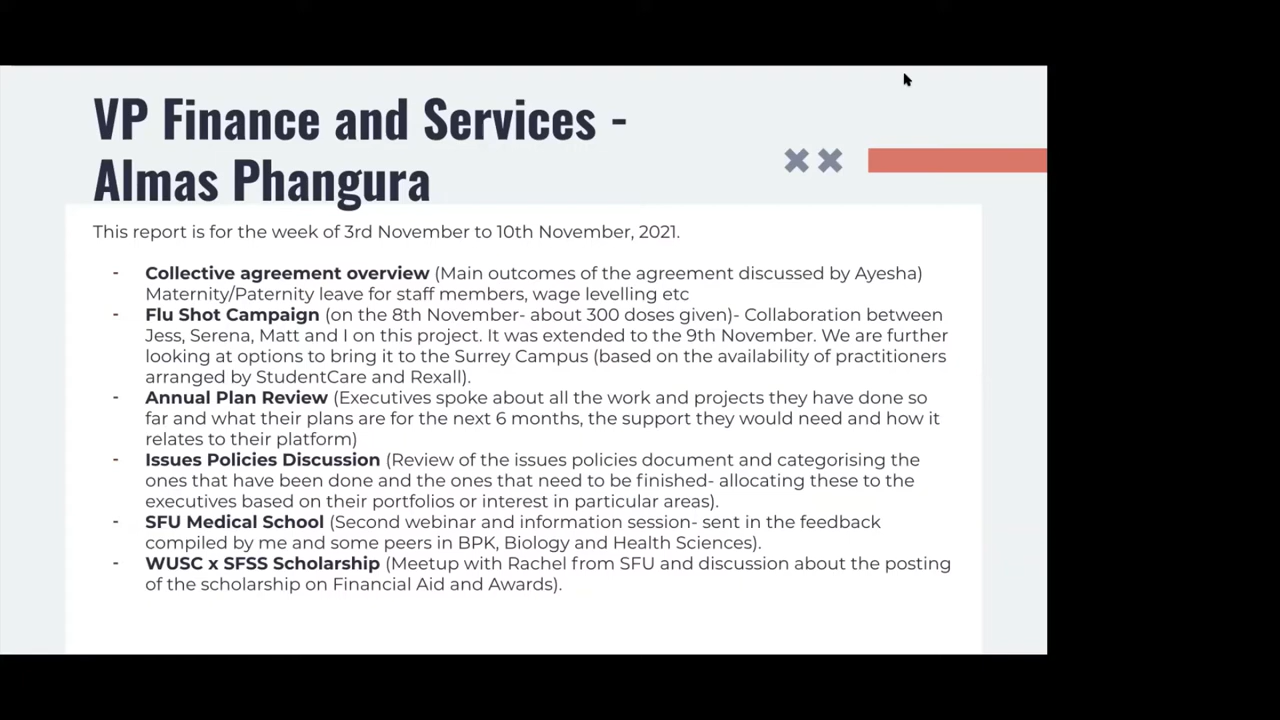 VP Finance and Services -
Almas Phangura
This report is for the week of 3rd November to 10th November, 2021.
- Collective agreement overview (Main outcomes of the agreement discussed by Ayesha)
Maternity/Paternity leave for staff members, wage levelling etc
- Flu Shot Campaign (on the 8th November- about 300 doses given)- Collaboration between
Jess, Serena, Matt and I on this project. It was extended to the 9th November. We are further
looking at options to bring it to the Surrey Campus (based on the availability of practitioners
arranged by StudentCare and Rexall).
- Annual Plan Review (Executives spoke about all the work and projects they have done so
far and what their plans are for the next 6 months, the support they would need and how it
relates to their platform)
- Issues Policies Discussion (Review of the issues policies document and categorising the
ones that have been done and the ones that need to be finished- allocating these to the
executives based on their portfolios or interest in particular areas).
- SFU Medical School (Second webinar and information session- sent in the feedback
compiled by me and some peers in BPK, Biology and Health Sciences).
- WUSC x SFSS Scholarship (Meetup with Rachel from SFU and discussion about the posting
of the scholarship on Financial Aid and Awards).